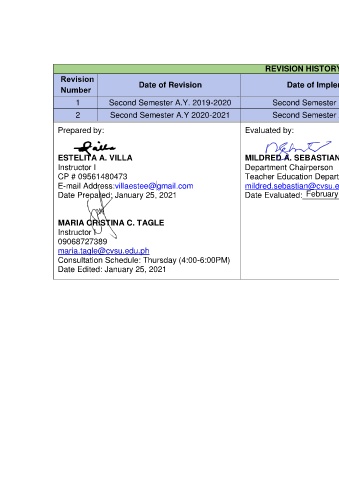 REVISION HISTORY
Revision Number
Date of Revision
Date of
1
Second Semester A.Y. 2019-2020
Second Semester
2
Second Semester A.Y 2020-2021
Second Semester
Prepared by:
ESTELITA A. VILLA
Instructor I
CP # 09561480473
E-mail Address:villaestee@gmail.com
Date Prepared: January 25, 2021
MARIA CRISTINA C. TAGLE
Instructor I
09068727389
maria.tagle@cvsu.edu.ph
Consultation Schedule: Thursday (4:00-6:00PM)
Date Edited: January 25, 2021
Evaluated by:
MILDRED A. SEBASTIAN
Department Chairperson
Teacher Education Depart
mildred.sebastian@cvsu.e
Date Evaluated: February